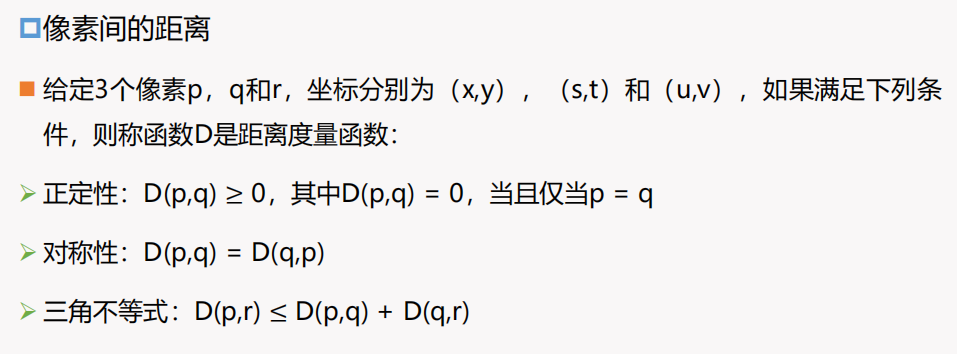 像素间的距离
给定3个像素p，q和r，坐标分别为（x,y），（s,t）和（u,v），如果满足下列条
件，则称函数D是距离度量函数：
正定性：D(p,q) ≥ 0，其中D(p,q) = 0，当且仅当p = q
对称性：D(p,q) = D(q,p)
三角不等式：D(p,r) ≤ D(p,q) + D(q,r)